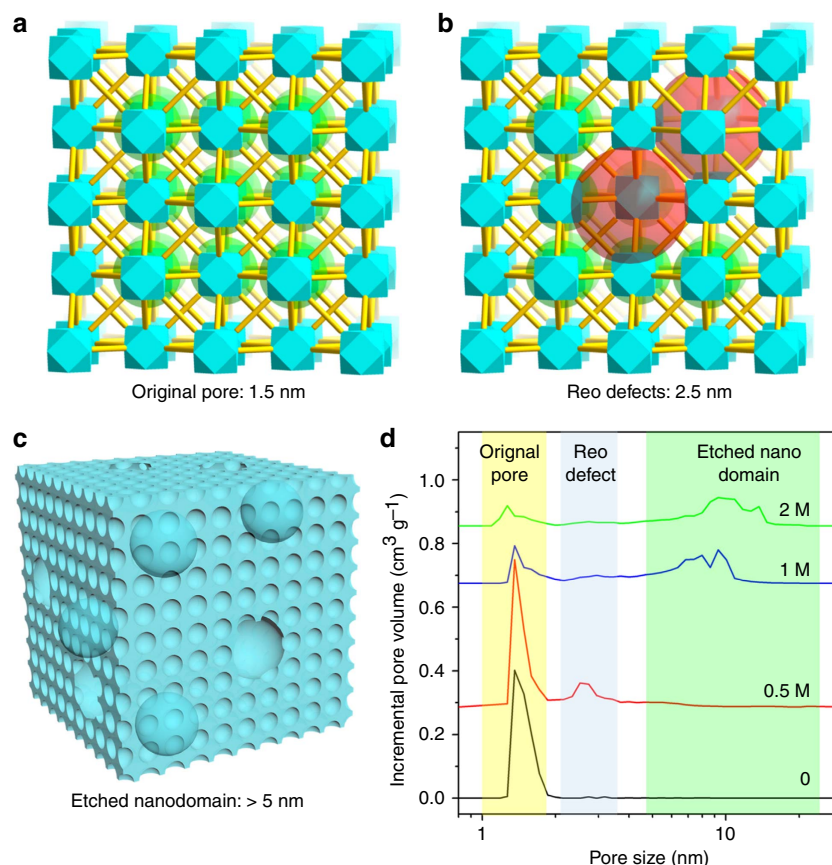 a
b
Original pore: 1.5 nm
Reo defects: 2.5 nm
c
Etched nanodomain: > 5 nm
d
Orignal
pore
Reo
defect
Etched nano
domain
2 M
1 M
0.5 M
0
1.0
0.8
0.6
0.4
0.2
0.0
Incremental pore volume (cm³ g⁻¹)
1
10
Pore size (nm)